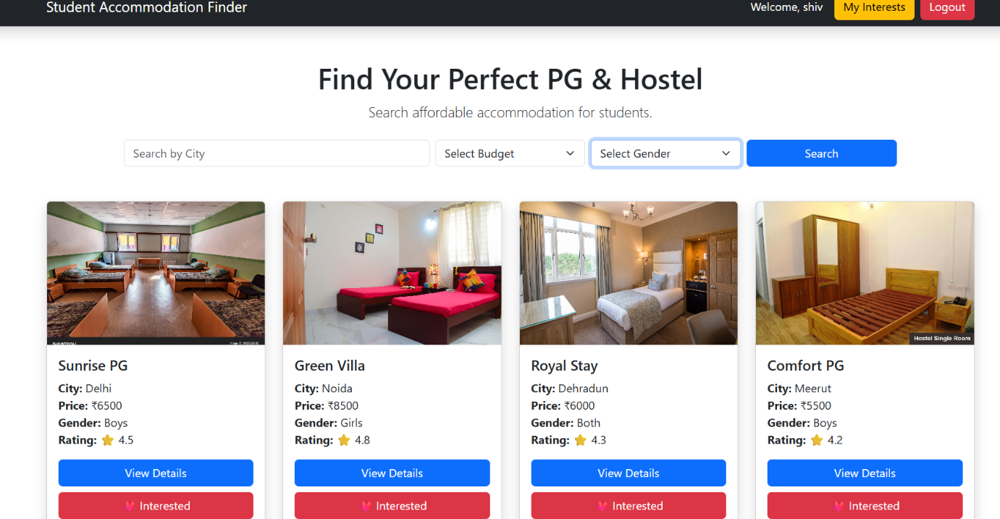 Student Accommodation Finder
Welcome, shiv
My Interests
Logout
Find Your Perfect PG & Hostel
Search affordable accommodation for students.
Search by City
Select Budget
Select Gender
Search
Hostel Single Room
Sunrise PG
City: Delhi
Price: ₹6500
Gender: Boys
Rating: ⭐ 4.5
View Details
Interested
Green Villa
City: Noida
Price: ₹8500
Gender: Girls
Rating: ⭐ 4.8
View Details
Interested
Royal Stay
City: Dehradun
Price: ₹6000
Gender: Both
Rating: ⭐ 4.3
View Details
Interested
Comfort PG
City: Meerut
Price: ₹5500
Gender: Boys
Rating: ⭐ 4.2
View Details
Interested